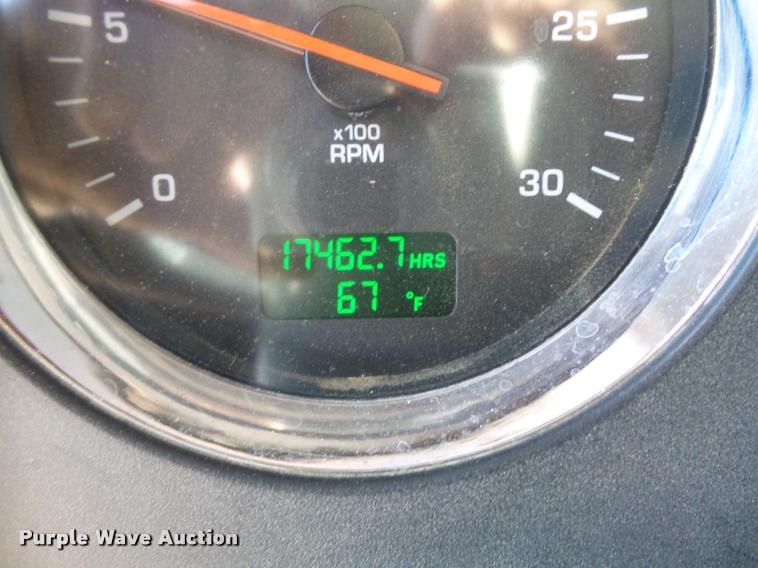 5
25
x100
RPM
0
30
17462.7 HRS
67 °F
Purple Wave Auction